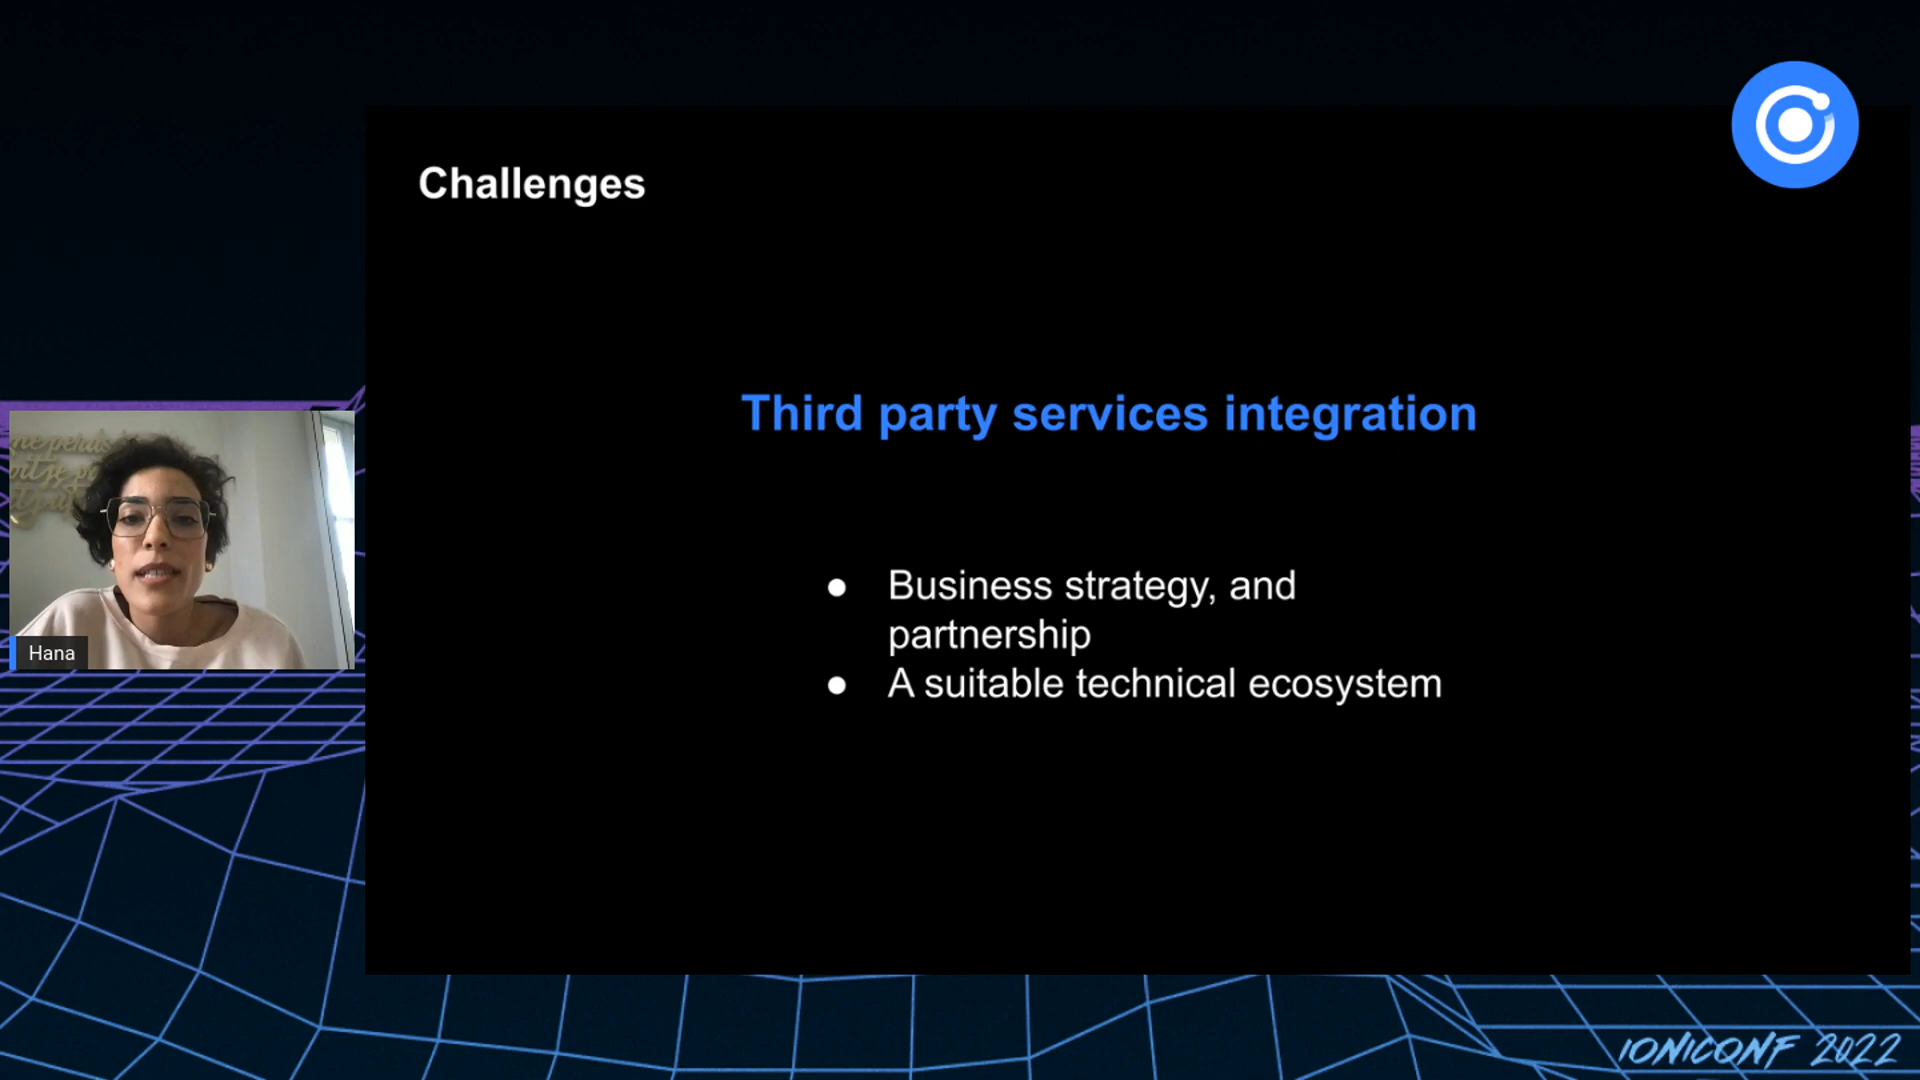 Challenges
Third party services integration
● Business strategy, and
partnership
● A suitable technical ecosystem
Hana
IONICONF 2022